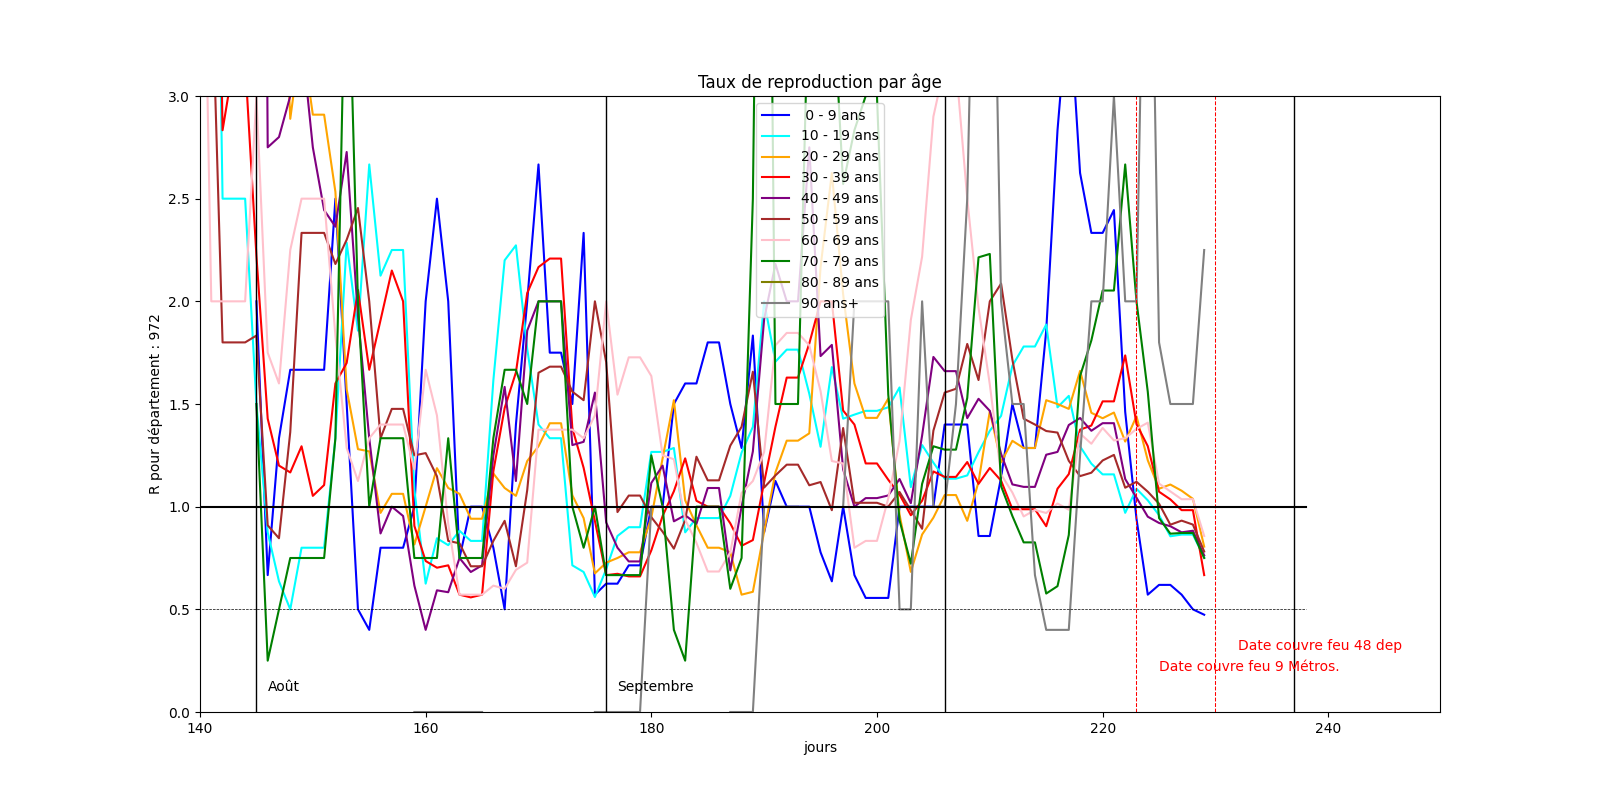 Taux de reproduction par âge
3.0
2.5
2.0
1.5
1.0
0.5
0.0
R pour département : 972
0 - 9 ans
10 - 19 ans
20 - 29 ans
30 - 39 ans
40 - 49 ans
50 - 59 ans
60 - 69 ans
70 - 79 ans
80 - 89 ans
90 ans+
Date couvre feu 48 dep
Date couvre feu 9 Métros.
Août
Septembre
140
160
180
200
220
240
jours